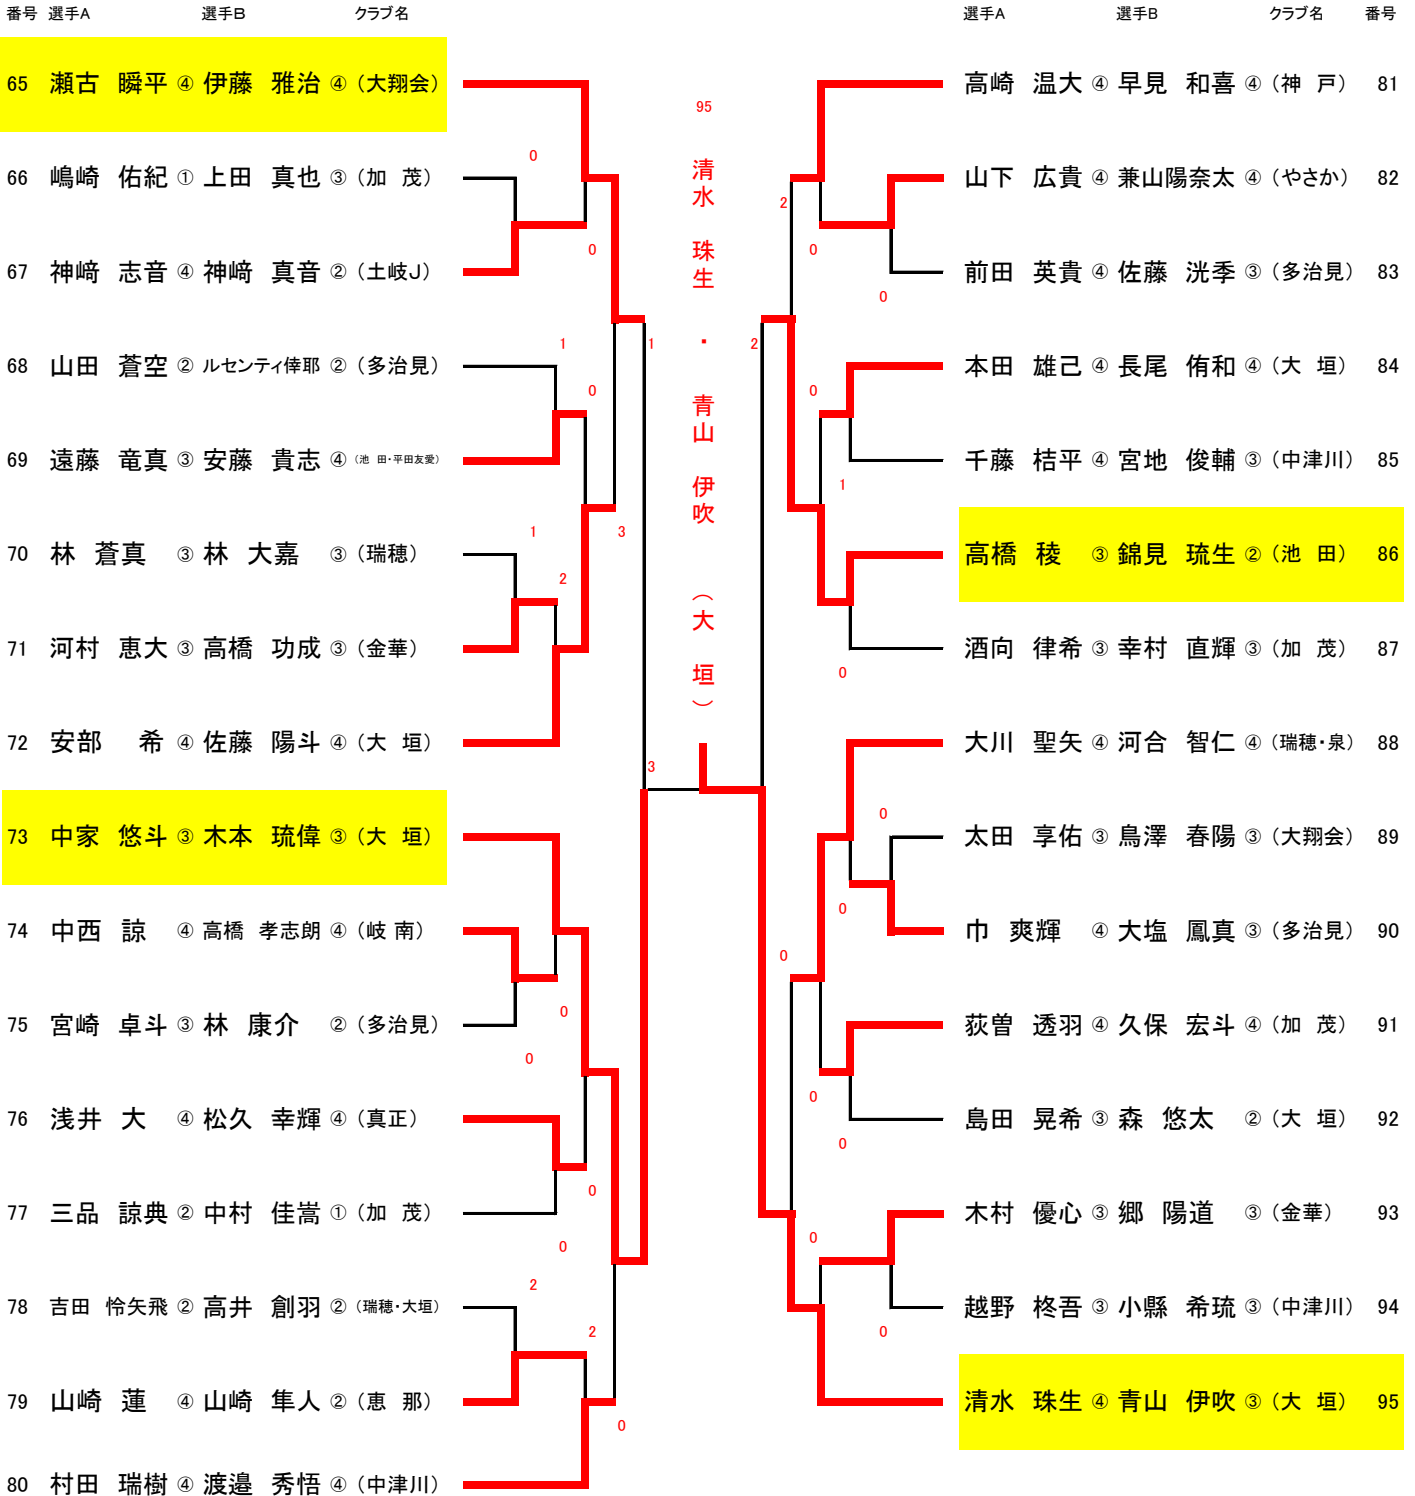 番号 選手A 選手B クラブ名
65 瀬古 瞬平 ④ 伊藤 雅治 ④ (大翔会)
66 嶋崎 佑紀 ① 上田 真也 ③ (加 茂)
67 神﨑 志音 ④ 神﨑 真音 ② (土岐J)
68 山田 蒼空 ② ルセンティ倖耶 ② (多治見)
69 遠藤 竜真 ③ 安藤 貴志 ④ (池 田・平田友愛)
70 林 蒼真 ③ 林 大嘉 ③ (瑞穂)
71 河村 恵大 ③ 高橋 功成 ③ (金華)
72 安部 希 ④ 佐藤 陽斗 ④ (大 垣)
73 中家 悠斗 ③ 木本 琉偉 ③ (大 垣)
74 中西 諒 ④ 高橋 孝志朗 ④ (岐 南)
75 宮崎 卓斗 ③ 林 康介 ② (多治見)
76 浅井 大 ④ 松久 幸輝 ④ (真正)
77 三品 諒典 ② 中村 佳嵩 ① (加 茂)
78 吉田 怜矢飛 ② 高井 創羽 ② (瑞穂・大垣)
79 山崎 蓮 ④ 山崎 隼人 ② (恵 那)
80 村田 瑞樹 ④ 渡邉 秀悟 ④ (中津川)
0
0
1
0
1
2
3
1
0
0
0
0
2
2
0
3
95
清水 珠生 ・ 青山 伊吹 (大 垣)
2
2
0
0
0
1
0
0
0
0
0
0
0
0
選手A 選手B クラブ名 番号
高崎 温大 ④ 早見 和喜 ④ (神 戸) 81
山下 広貴 ④ 兼山陽奈太 ④ (やさか) 82
前田 英貴 ④ 佐藤 洸季 ③ (多治見) 83
本田 雄己 ④ 長尾 侑和 ④ (大 垣) 84
千藤 桔平 ④ 宮地 俊輔 ③ (中津川) 85
高橋 稜 ③ 錦見 琉生 ② (池 田) 86
酒向 律希 ③ 幸村 直輝 ③ (加 茂) 87
大川 聖矢 ④ 河合 智仁 ④ (瑞穂・泉) 88
太田 享佑 ③ 鳥澤 春陽 ③ (大翔会) 89
巾 爽輝 ④ 大塩 鳳真 ③ (多治見) 90
荻曽 透羽 ④ 久保 宏斗 ④ (加 茂) 91
島田 晃希 ③ 森 悠太 ② (大 垣) 92
木村 優心 ③ 郷 陽道 ③ (金華) 93
越野 柊吾 ③ 小縣 希琉 ③ (中津川) 94
清水 珠生 ④ 青山 伊吹 ③ (大 垣) 95